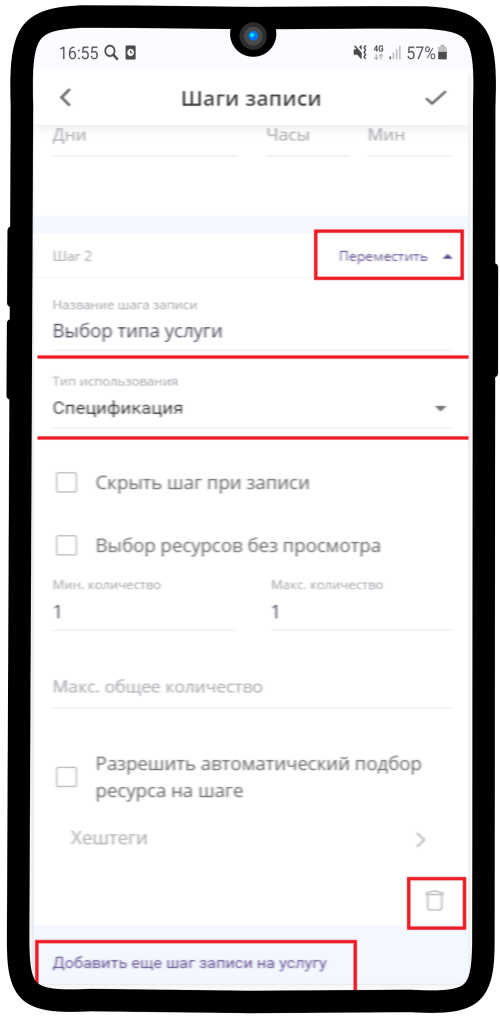 16:55 4G 57%
Шаги записи
Дни Часы Мин
Шаг 2 Переместить
Название шага записи
Выбор типа услуги
Тип использования
Спецификация
Скрыть шаг при записи
Выбор ресурсов без просмотра
Мин. количество Макс. количество
1 1
Макс. общее количество
Разрешить автоматический подбор
ресурса на шаге
Хештеги
Добавить еще шаг записи на услугу